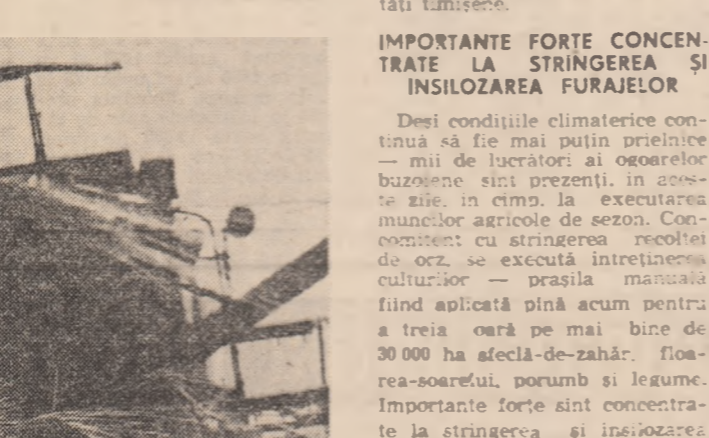 tăți timișene.
IMPORTANTE FORȚE CONCEN-
TRATE LA STRÎNGEREA ȘI
INSILOZAREA FURAJELOR
Deși condițiile climaterice con-
tinuă să fie mai puțin prielnice
— mii de lucrători ai ogoarelor
buzoiene sînt prezenți, în aces-
te zile, în cîmp, la executarea
muncilor agricole de sezon. Con-
comitent cu strîngerea recoltei
de orz, se execută întreținerea
culturilor — prașila manuală
fiind aplicată pînă acum pentru
a treia oară pe mai bine de
30 000 ha sfeclă-de-zahăr, floa-
rea-soarelui, porumb și legume.
Importante forțe sînt concentra-
te la strîngerea și insilozarea